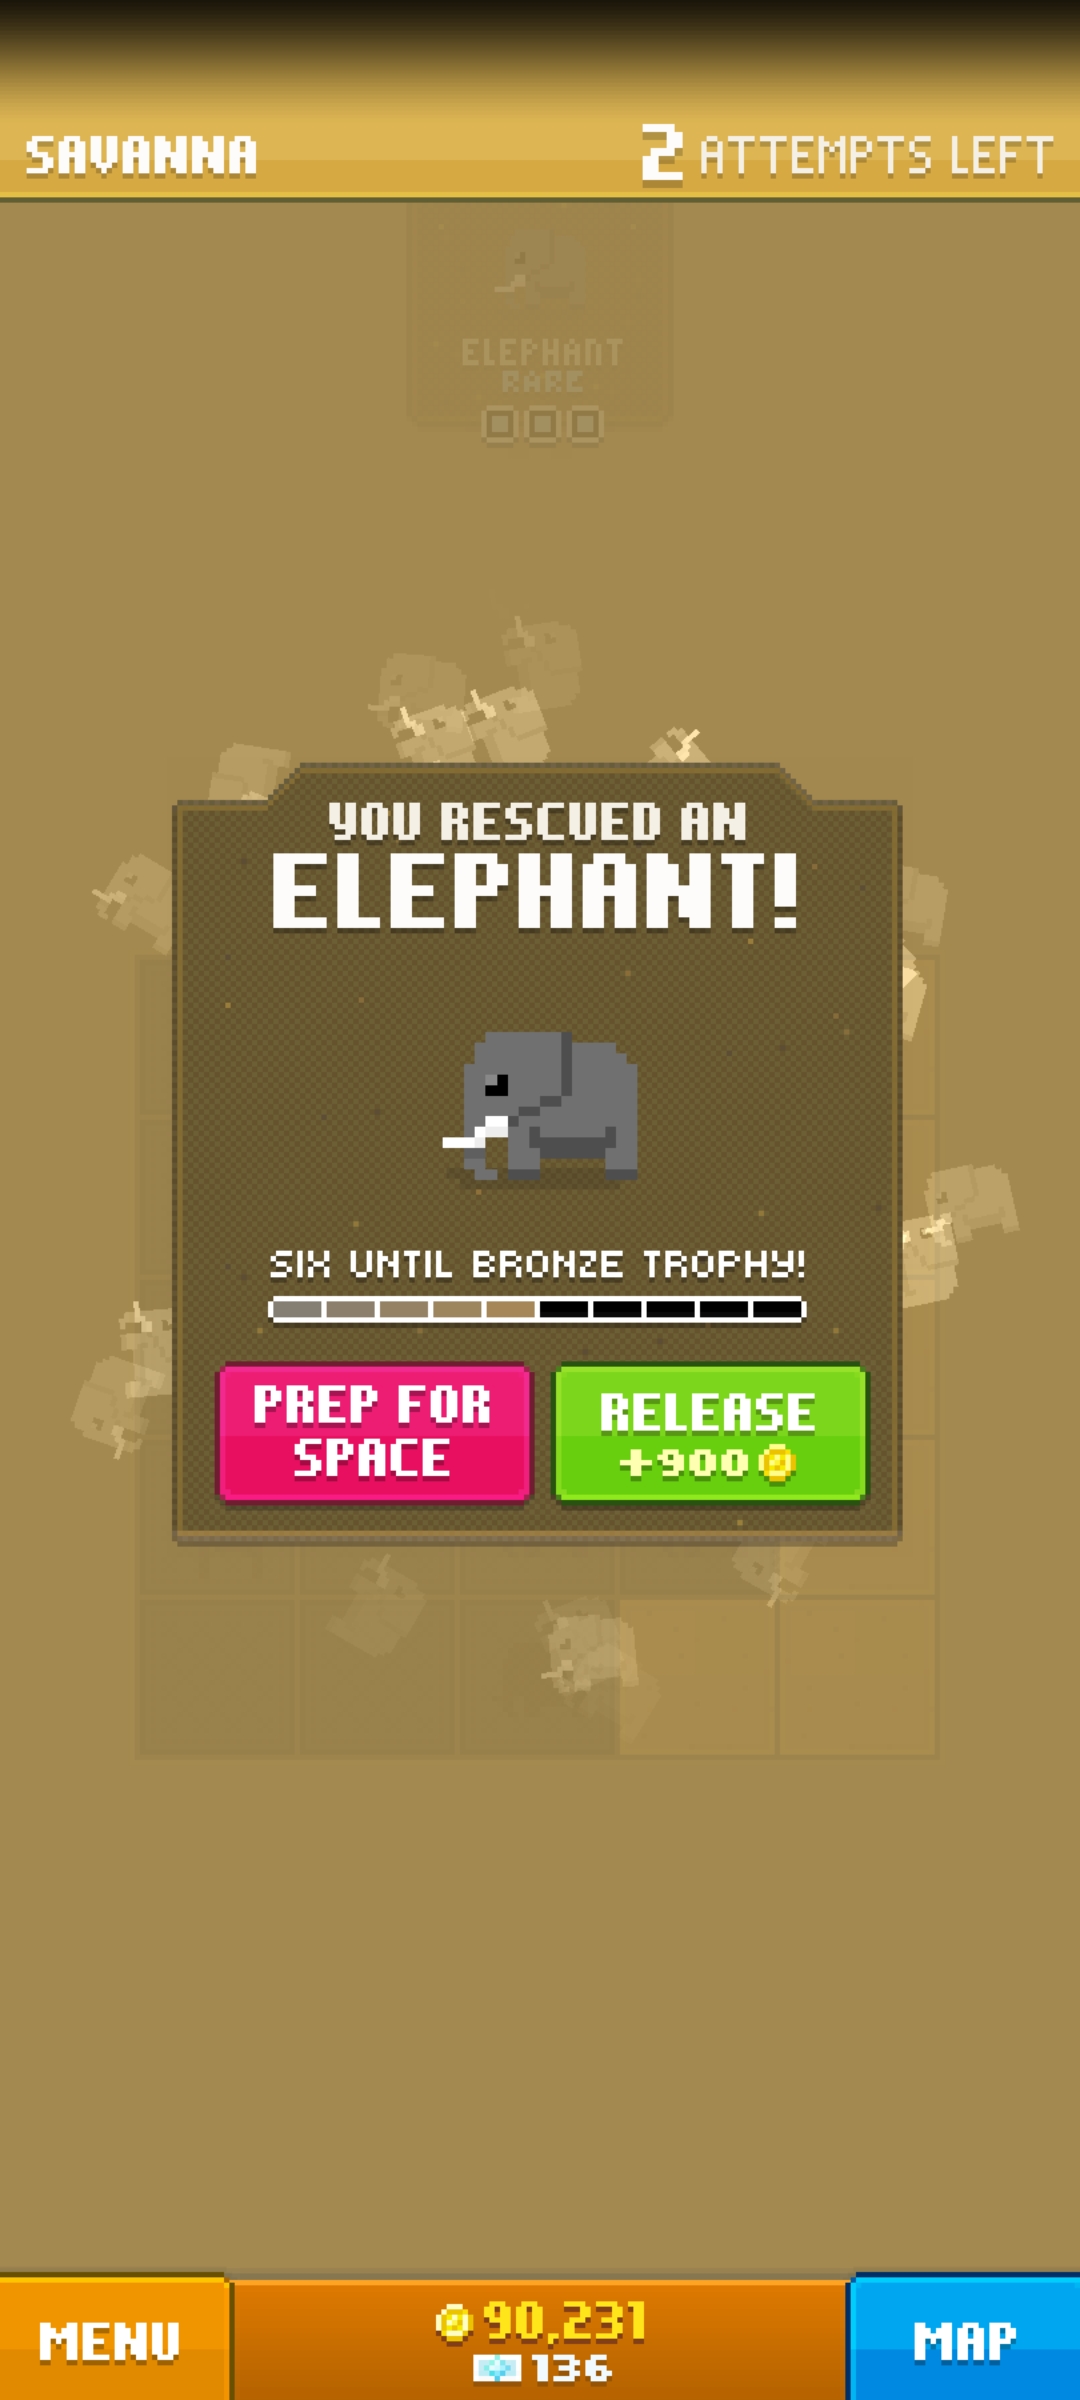 SAVANNA
2 ATTEMPTS LEFT
ELEPHANT
RARE
YOU RESCUED AN
ELEPHANT!
SIX UNTIL BRONZE TROPHY!
PREP FOR
SPACE
RELEASE
+900
MENU
90,231
136
MAP